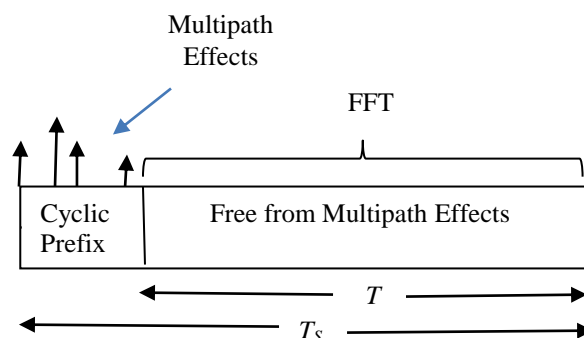 Multipath
Effects
FFT
Cyclic
Prefix
Free from Multipath Effects
T
TS